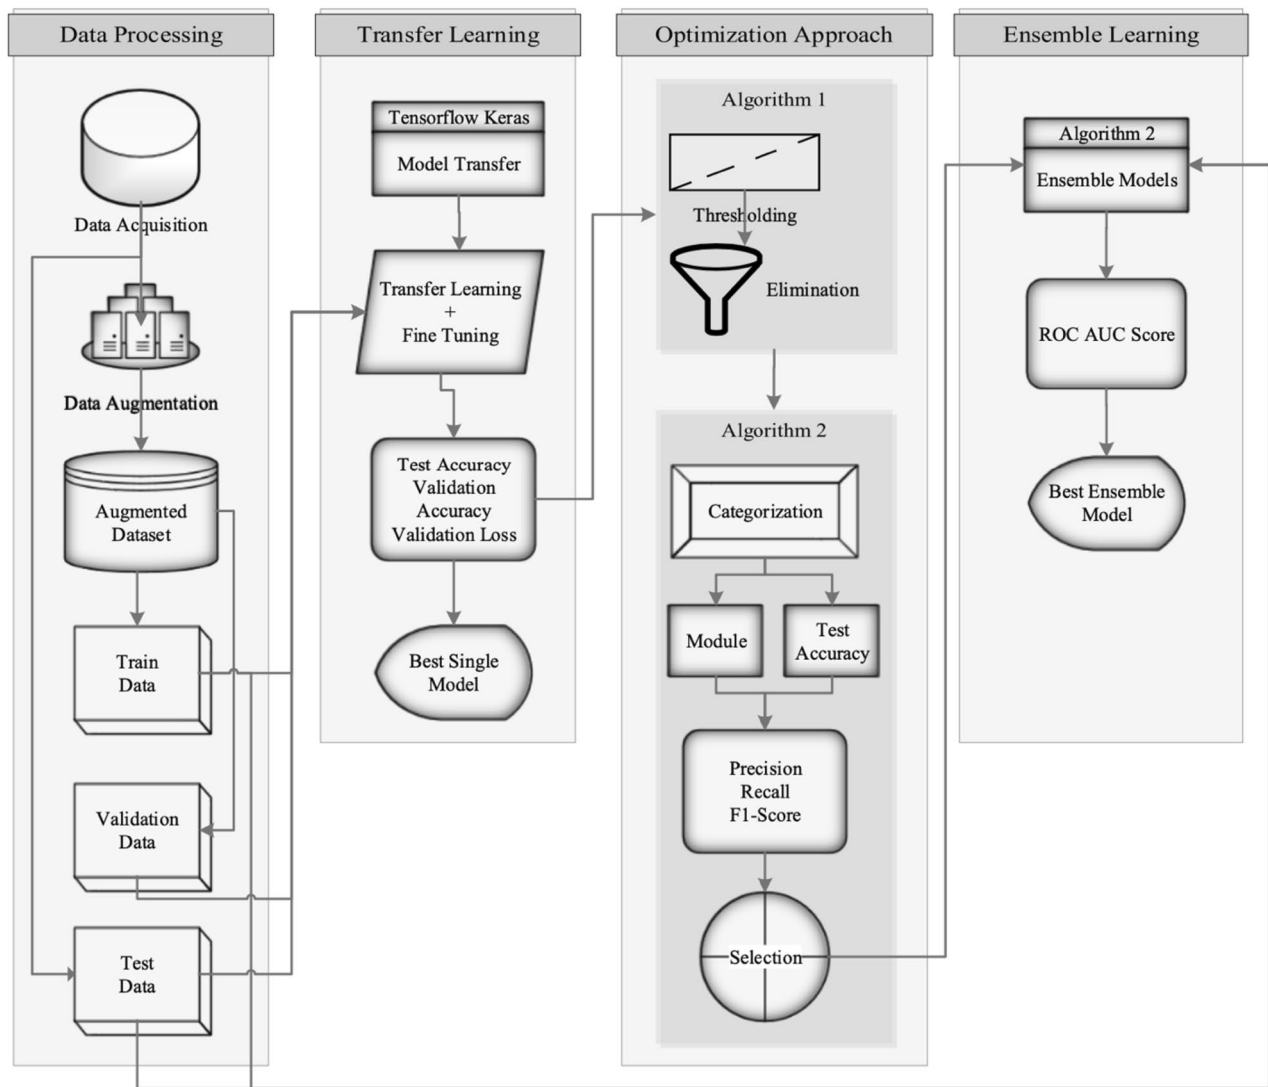 Data Processing
Data Acquisition
Data Augmentation
Augmented
Dataset
Train
Data
Validation
Data
Test
Data
Transfer Learning
Tensorflow Keras
Model Transfer
Transfer Learning
+
Fine Tuning
Test Accuracy
Validation
Accuracy
Validation Loss
Best Single
Model
Optimization Approach
Algorithm 1
Thresholding
Elimination
Algorithm 2
Categorization
Module
Test
Accuracy
Precision
Recall
F1-Score
Selection
Ensemble Learning
Algorithm 2
Ensemble Models
ROC AUC Score
Best Ensemble
Model